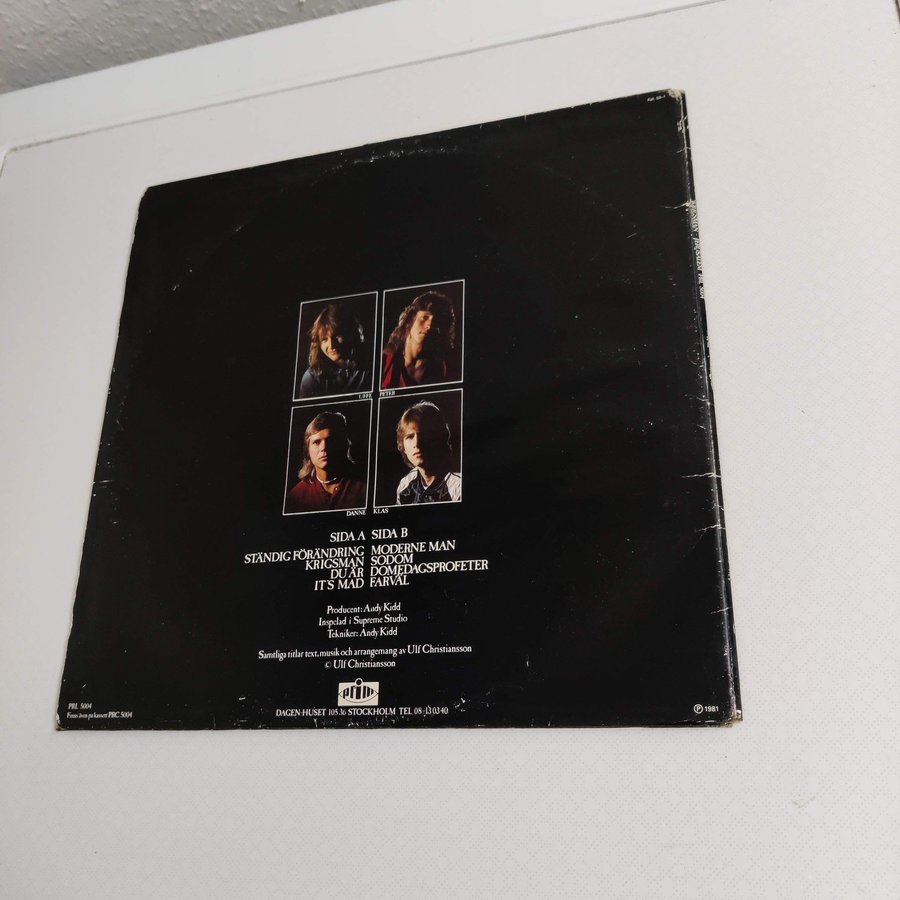 UFFE PETER
DANNE KLAS
SIDA A SIDA B
STÄNDIG FÖRÄNDRING MODERNE MAN
KRIGSMAN SODOM
DU ÄR DOMEDAGSPROFETER
IT'S MAD FARVÄL
Producent: Andy Kidd
Inspelad i Supreme Studio
Tekniker: Andy Kidd
Samtliga titlar text, musik och arrangemang av Ulf Christiansson
© Ulf Christiansson
prim
DAGEN-HUSET 105 36 STOCKHOLM TEL 08-13 03 40
PRL 5004
Finns även på kassett PRC 5004
℗ 1981